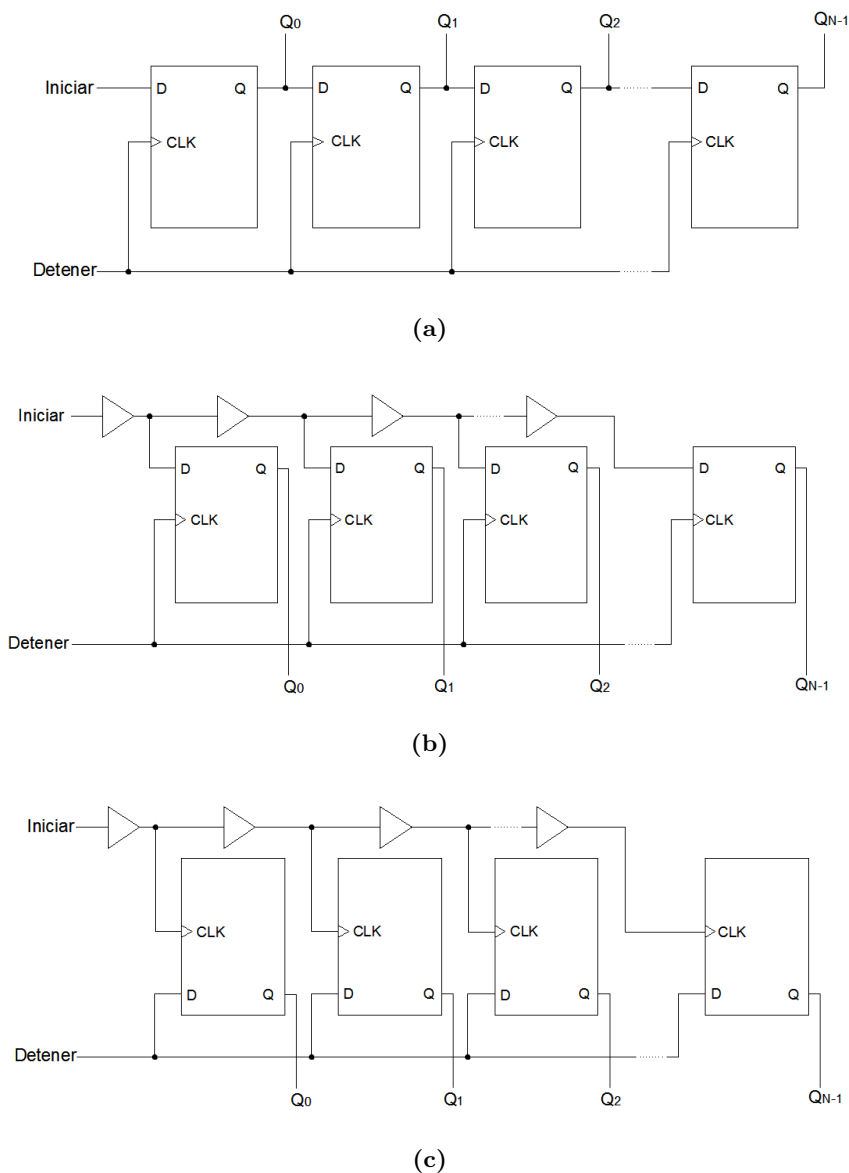 Q0 Q1 Q2 QN-1
Iniciar D Q D Q D Q D Q
CLK CLK CLK CLK
Detener
(a)
Iniciar
D Q D Q D Q D Q
CLK CLK CLK CLK
Detener
Q0 Q1 Q2 QN-1
(b)
Iniciar
CLK CLK CLK CLK
D Q D Q D Q D Q
Detener
Q0 Q1 Q2 QN-1
(c)